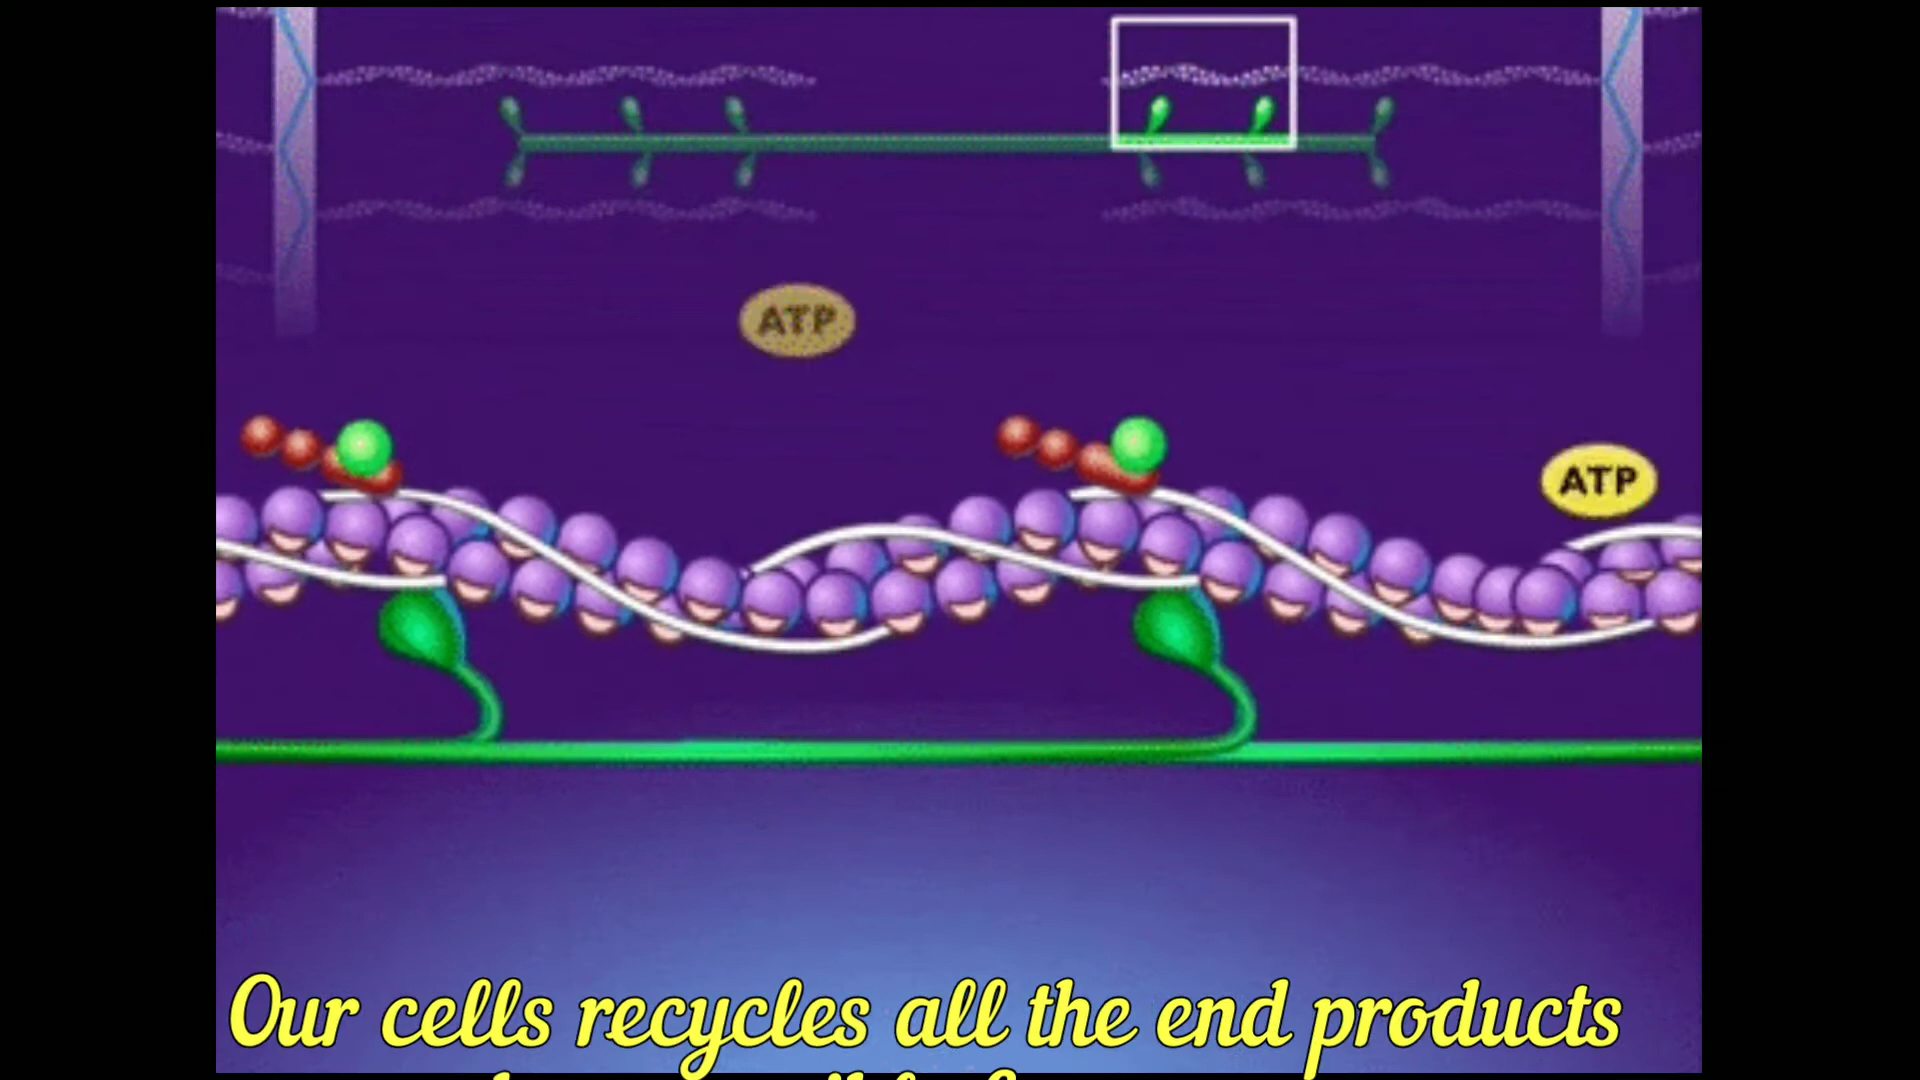 ATP
ATP
Our cells recycles all the end products